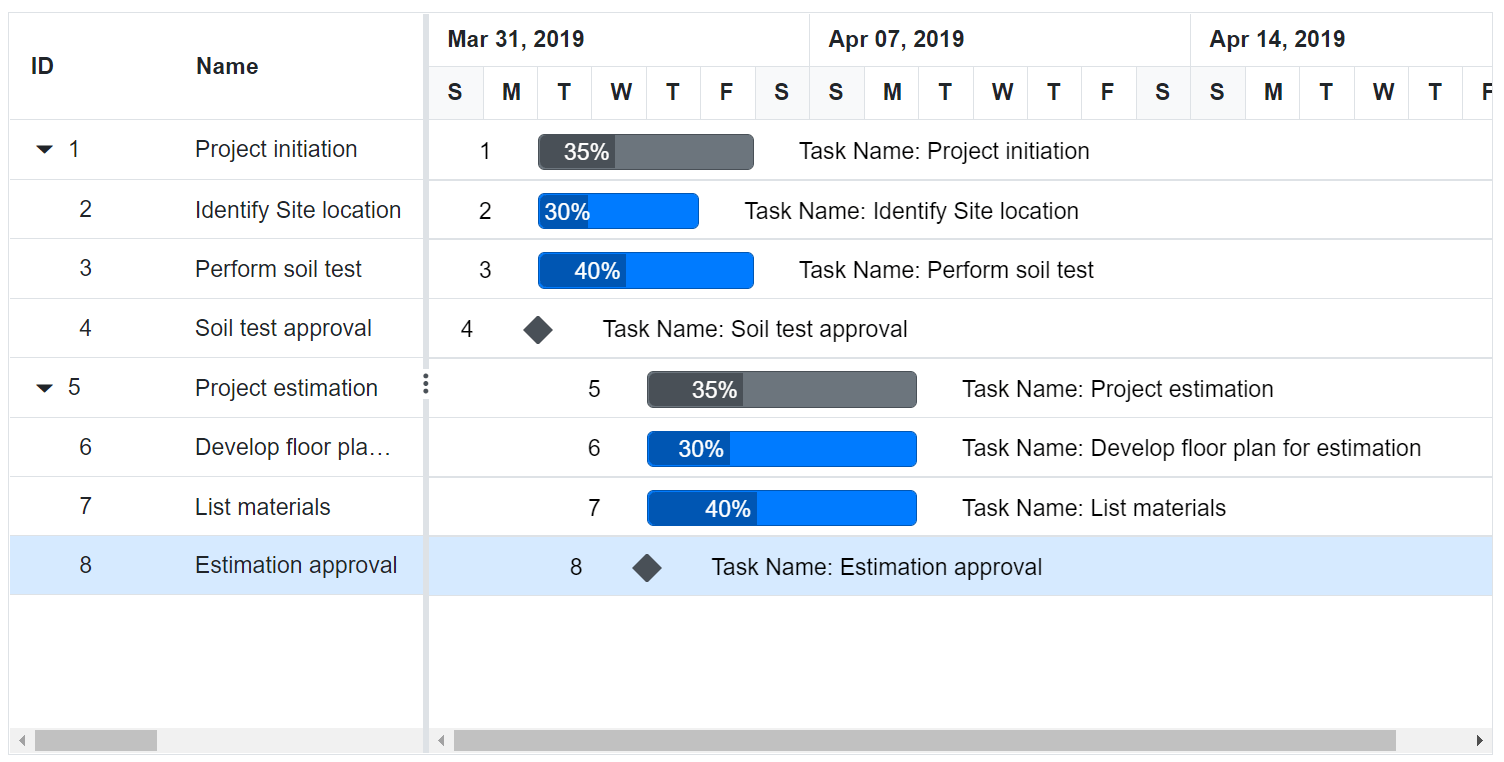 ID Name Mar 31, 2019 Apr 07, 2019 Apr 14, 2019
S M T W T F S S M T W T F S S M T W T F
1 Project initiation 1 35% Task Name: Project initiation
2 Identify Site location 2 30% Task Name: Identify Site location
3 Perform soil test 3 40% Task Name: Perform soil test
4 Soil test approval 4 Task Name: Soil test approval
5 Project estimation 5 35% Task Name: Project estimation
6 Develop floor pla… 6 30% Task Name: Develop floor plan for estimation
7 List materials 7 40% Task Name: List materials
8 Estimation approval 8 Task Name: Estimation approval